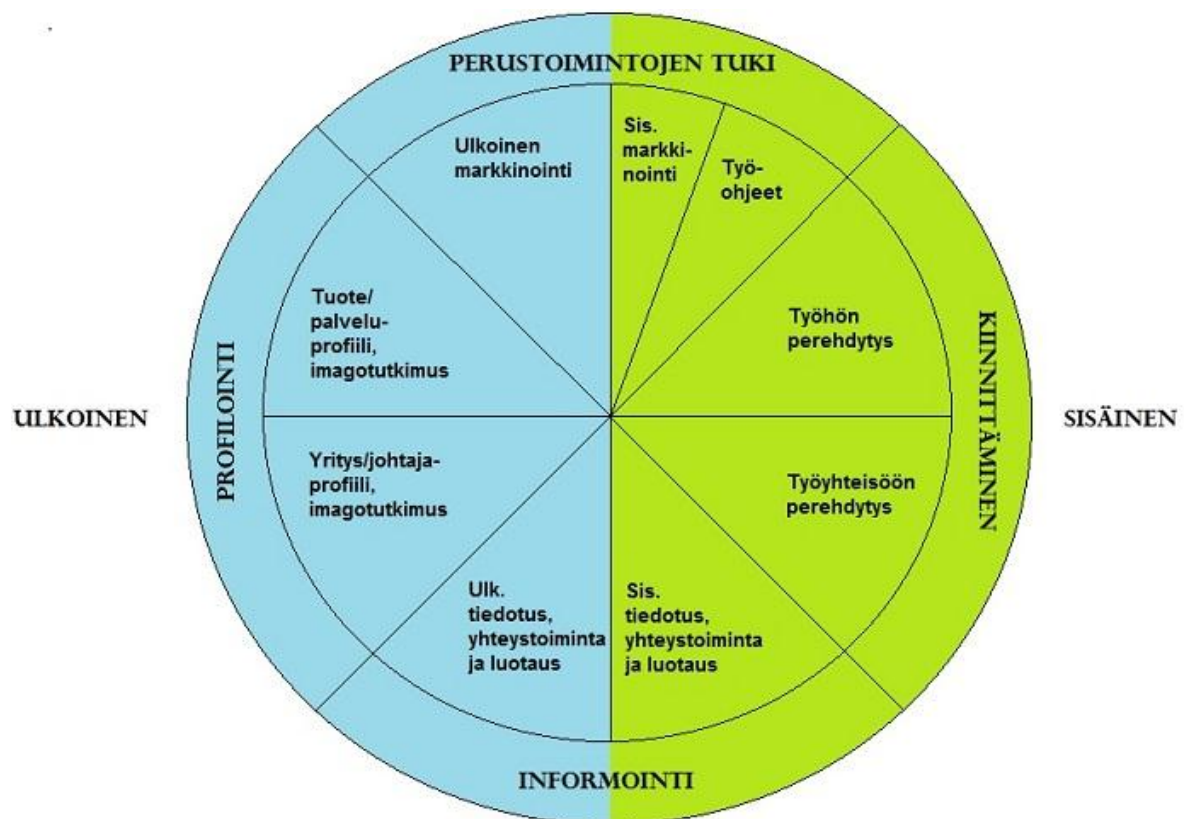 PERUSTOIMINTOJEN TUKI
Ulkoinen
markkinointi
Sis.
markki-
nointi
Työ-
ohjeet
Tuote/
palvelu-
profiili,
imagotutkimus
Työhön
perehdytys
ULKOINEN
PROFILOINTI
KIINNITTÄMINEN
SISÄINEN
Yritys/johtaja-
profiili,
imagotutkimus
Työyhteisöön
perehdytys
Ulk.
tiedotus,
yhteystoiminta
ja luotaus
Sis.
tiedotus,
yhteystoiminta
ja luotaus
INFORMOINTI